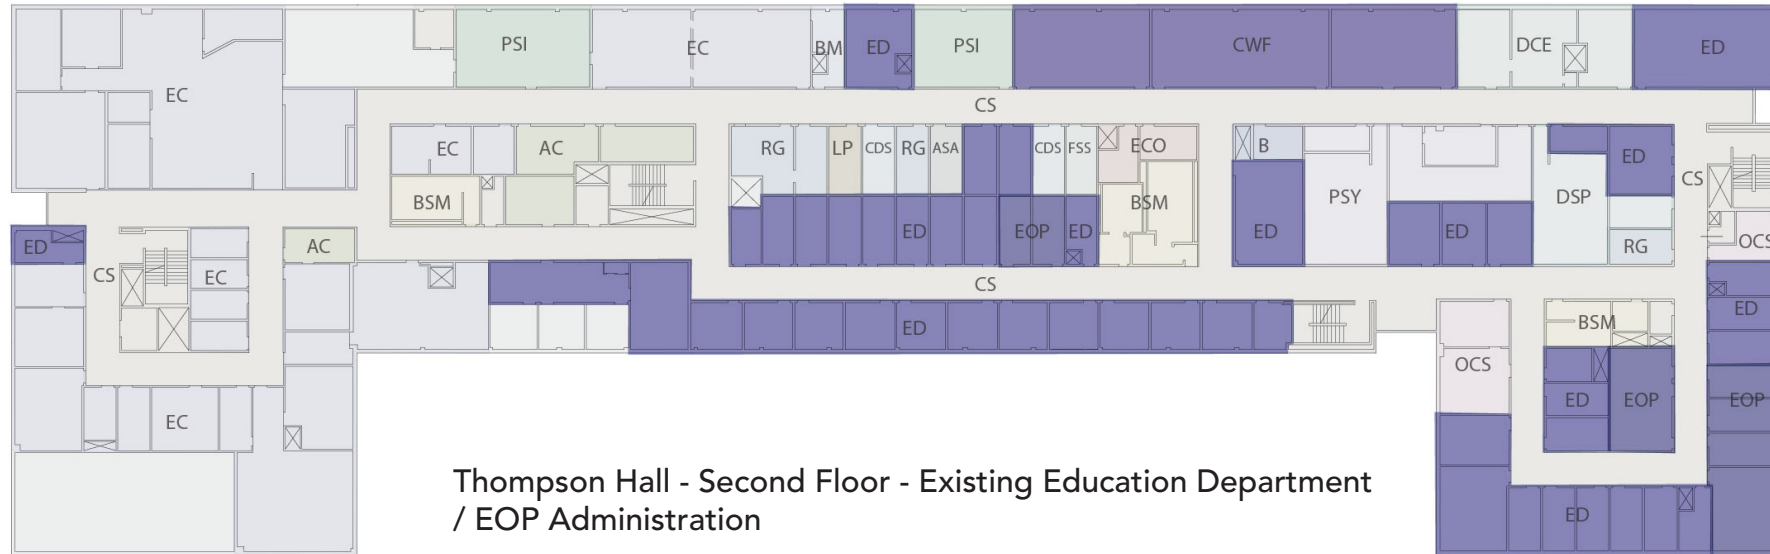 PSI
EC
BM
ED
PSI
CWF
DCE
ED
EC
CS
EC
AC
RG
LP
CDS
RG
ASA
CDS
FSS
ECO
B
ED
CS
BSM
PSY
DSP
BSM
ED
EOP
ED
ED
ED
RG
OCS
ED
AC
CS
EC
CS
ED
ED
BSM
OCS
ED
EOP
EOP
EC
Thompson Hall - Second Floor - Existing Education Department
/ EOP Administration
ED